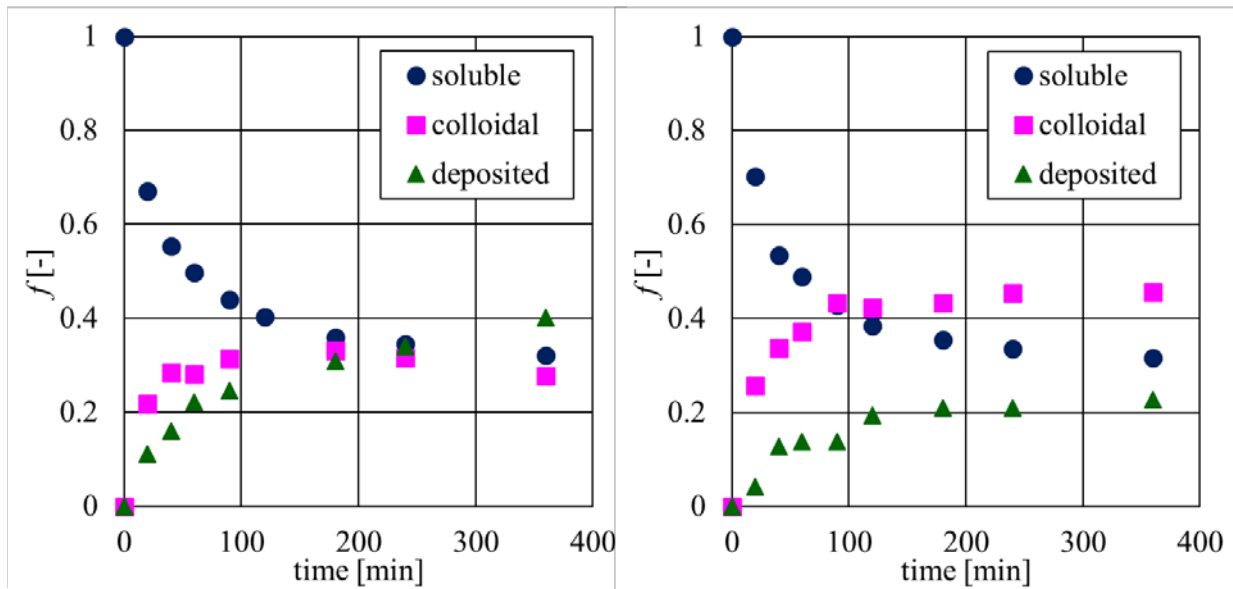 1
0.8
0.6
0.4
0.2
0
f [-]
0 100 200 300 400
time [min]
soluble
colloidal
deposited
1
0.8
0.6
0.4
0.2
0
f [-]
0 100 200 300 400
time [min]
soluble
colloidal
deposited